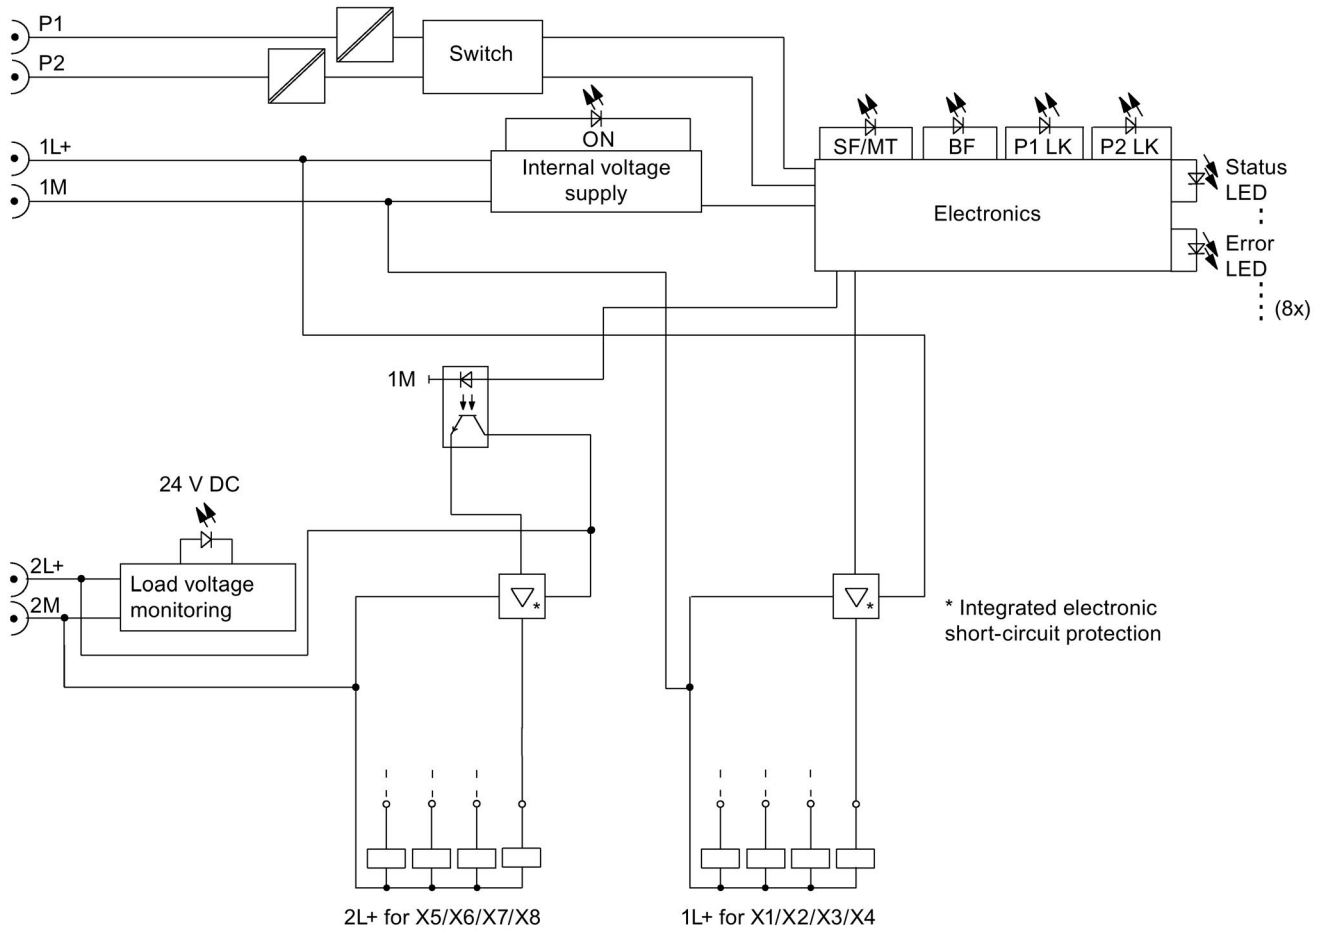 P1
P2
Switch
ON
Internal voltage
supply
1L+
1M
SF/MT
BF
P1 LK
P2 LK
Electronics
Status
LED
Error
LED
(8x)
1M
24 V DC
2L+
2M
Load voltage
monitoring
*
*
* Integrated electronic
short-circuit protection
2L+ for X5/X6/X7/X8
1L+ for X1/X2/X3/X4